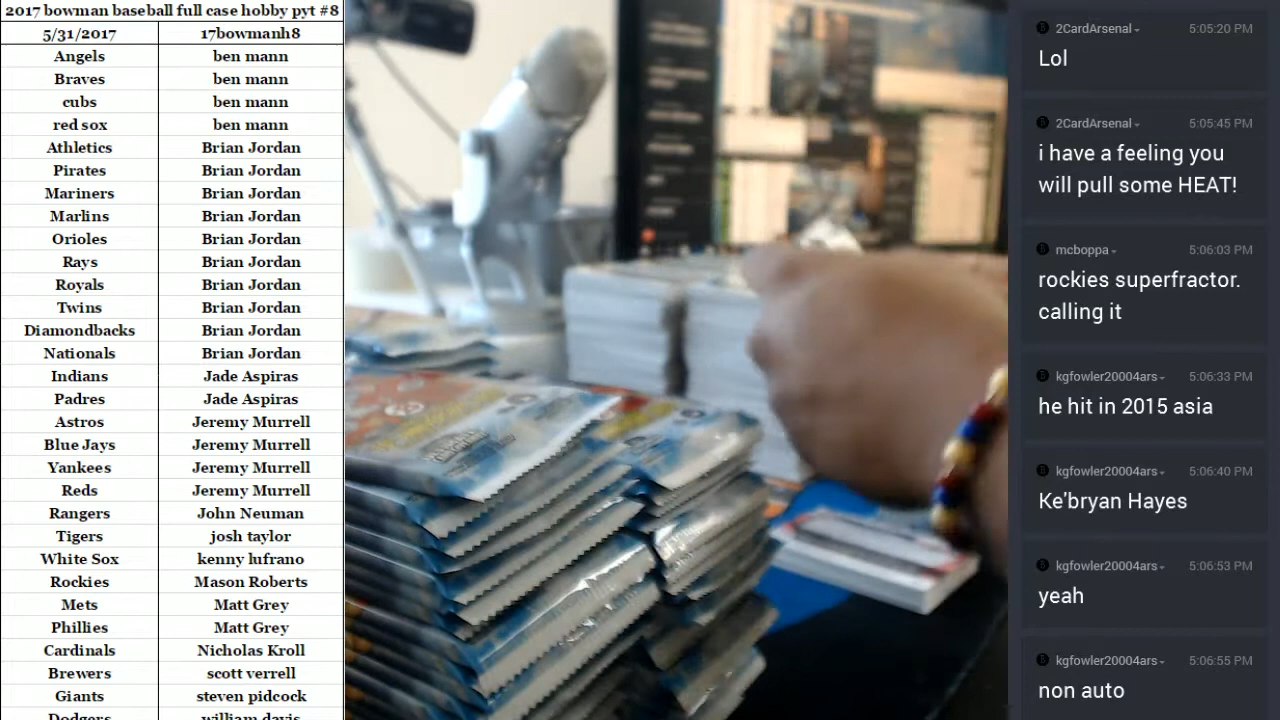 2017 bowman baseball full case hobby pyt #8
5/31/2017 17bowmanh8
Angels ben mann
Braves ben mann
cubs ben mann
red sox ben mann
Athletics Brian Jordan
Pirates Brian Jordan
Mariners Brian Jordan
Marlins Brian Jordan
Orioles Brian Jordan
Rays Brian Jordan
Royals Brian Jordan
Twins Brian Jordan
Diamondbacks Brian Jordan
Nationals Brian Jordan
Indians Jade Aspiras
Padres Jade Aspiras
Astros Jeremy Murrell
Blue Jays Jeremy Murrell
Yankees Jeremy Murrell
Reds Jeremy Murrell
Rangers John Neuman
Tigers josh taylor
White Sox kenny lufrano
Rockies Mason Roberts
Mets Matt Grey
Phillies Matt Grey
Cardinals Nicholas Kroll
Brewers scott verrell
Giants steven pidcock
Dodgers william davis
2CardArsenal 5:05:20 PM
Lol
2CardArsenal 5:05:45 PM
i have a feeling you
will pull some HEAT!
mcboppa 5:06:03 PM
rockies superfractor.
calling it
kgfowler20004ars 5:06:33 PM
he hit in 2015 asia
kgfowler20004ars 5:06:40 PM
Ke'bryan Hayes
kgfowler20004ars 5:06:53 PM
yeah
kgfowler20004ars 5:06:55 PM
non auto